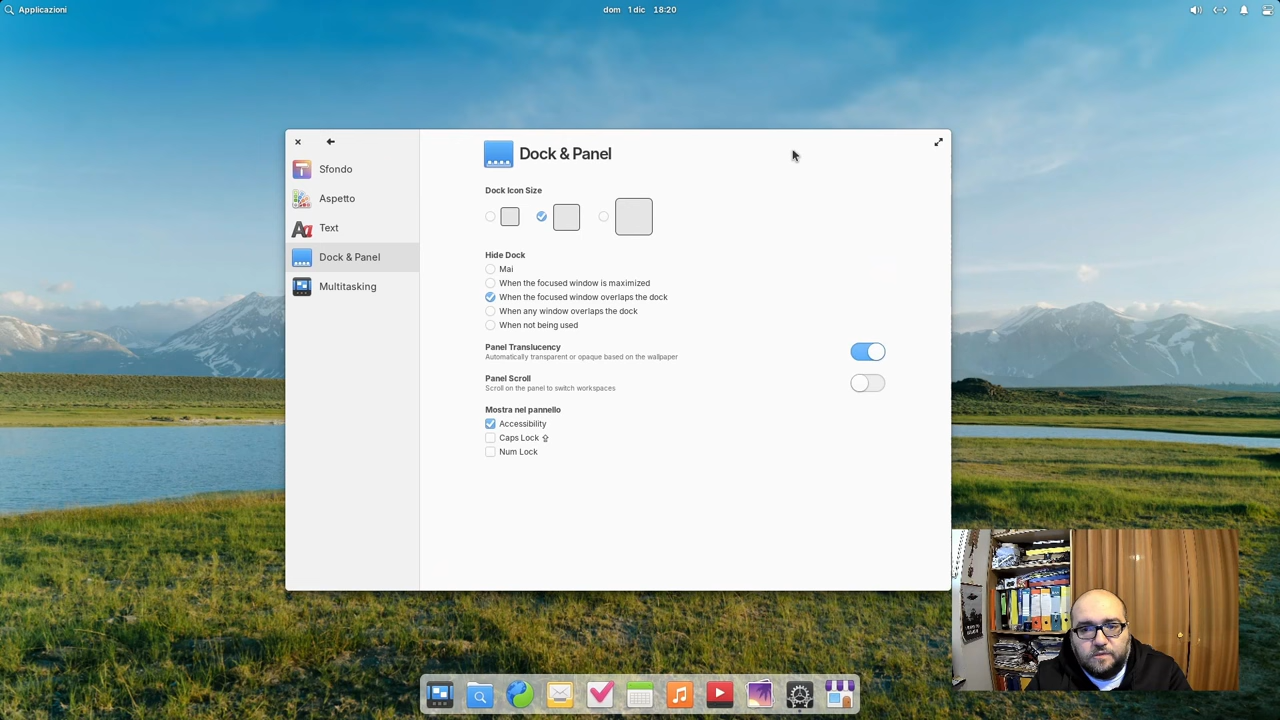 Applicazioni
dom 1 dic 18:20
Dock & Panel
Sfondo
Aspetto
Text
Dock & Panel
Multitasking
Dock Icon Size
Hide Dock
Mai
When the focused window is maximized
When the focused window overlaps the dock
When any window overlaps the dock
When not being used
Panel Translucency
Automatically transparent or opaque based on the wallpaper
Panel Scroll
Scroll on the panel to switch workspaces
Mostra nel pannello
Accessibility
Caps Lock ⇧
Num Lock